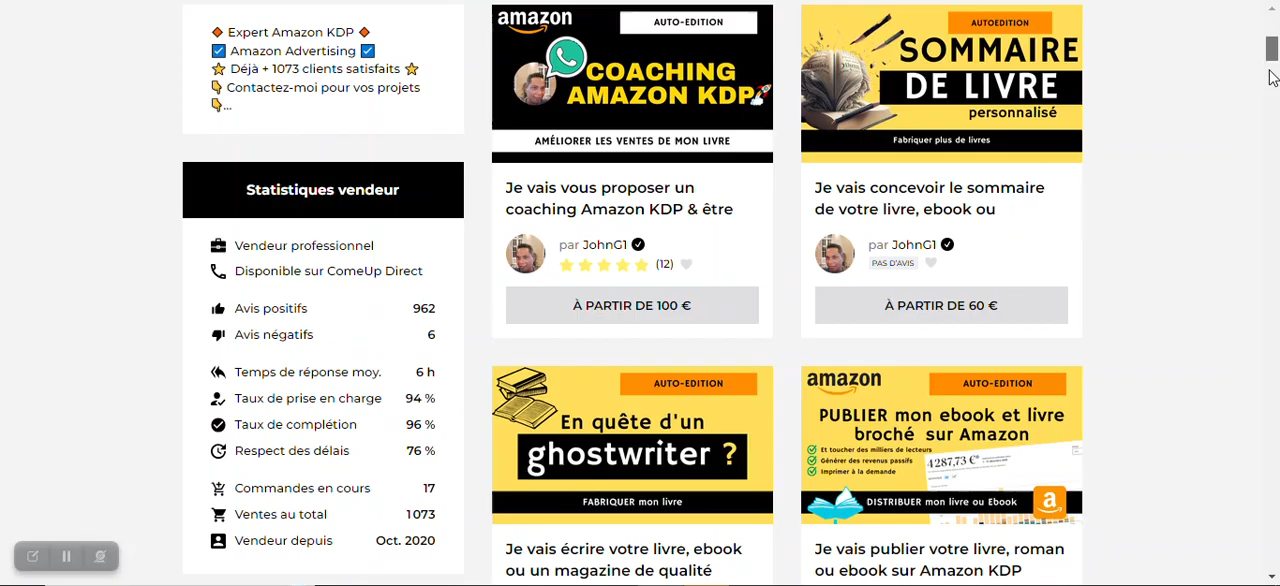 Expert Amazon KDP
Amazon Advertising
Déjà + 1073 clients satisfaits
Contactez-moi pour vos projets
...
Statistiques vendeur
Vendeur professionnel
Disponible sur ComeUp Direct
Avis positifs 962
Avis négatifs 6
Temps de réponse moy. 6 h
Taux de prise en charge 94 %
Taux de complétion 96 %
Respect des délais 76 %
Commandes en cours 17
Ventes au total 1 073
Vendeur depuis Oct. 2020
amazon
AUTO-EDITION
COACHING
AMAZON KDP
AMÉLIORER LES VENTES DE MON LIVRE
Je vais vous proposer un
coaching Amazon KDP & être
par JohnG1
(12)
À PARTIR DE 100 €
AUTOEDITION
SOMMAIRE
DE LIVRE
personnalisé
Fabriquer plus de livres
Je vais concevoir le sommaire
de votre livre, ebook ou
par JohnG1
PAS D'AVIS
À PARTIR DE 60 €
AUTO-EDITION
En quête d'un
ghostwriter ?
FABRIQUER mon livre
Je vais écrire votre livre, ebook
ou un magazine de qualité
amazon
AUTO-EDITION
PUBLIER mon ebook et livre
broché sur Amazon
Et toucher des milliers de lecteurs
Générer des revenus passifs
Imprimer à la demande
4287,73 €
DISTRIBUER mon livre ou Ebook
a
Je vais publier votre livre, roman
ou ebook sur Amazon KDP